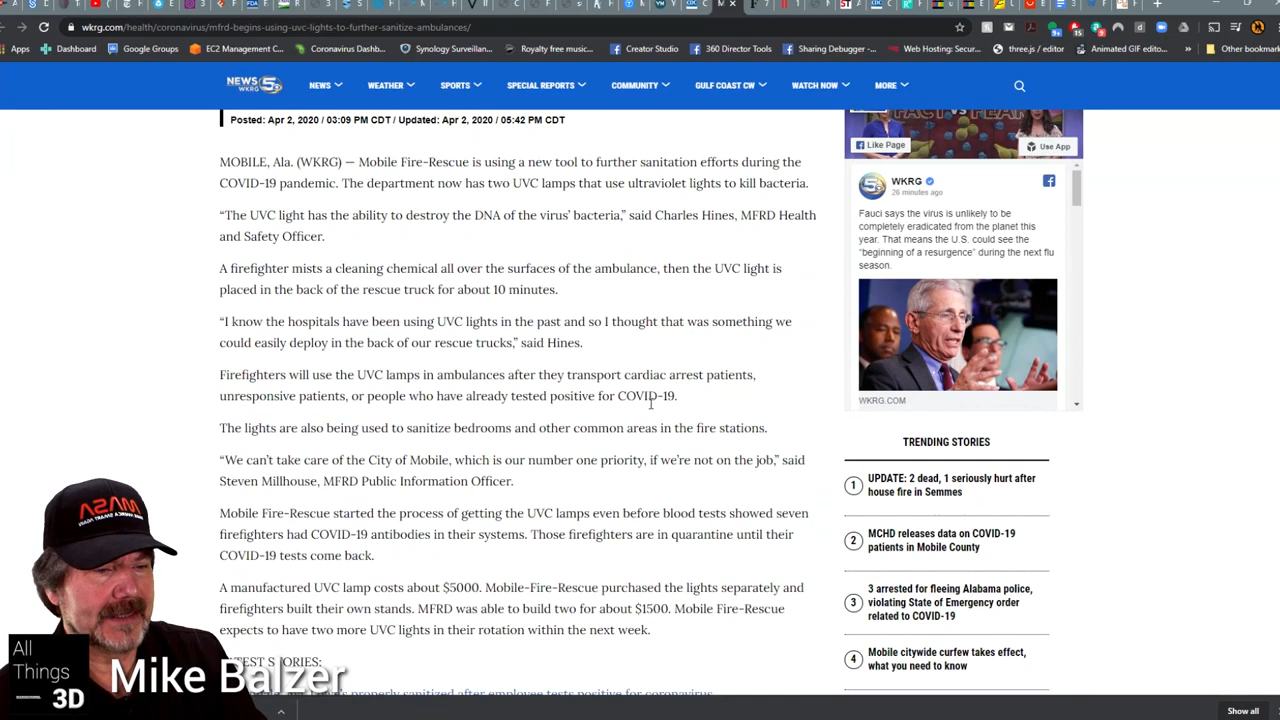 wkrg.com/health/coronavirus/mfrd-begins-using-uvc-lights-to-further-sanitize-ambulances/
Apps Dashboard Google Groups EC2 Management C... Coronavirus Dashb... Synology Surveillan... Royalty free music... Creator Studio 360 Director Tools Sharing Debugger -... Web Hosting: Secur... three.js / editor Animated GIF edito... » Other bookmark
NEWS 5 WKRG NEWS WEATHER SPORTS SPECIAL REPORTS COMMUNITY GULF COAST CW WATCH NOW MORE
Posted: Apr 2, 2020 / 03:09 PM CDT / Updated: Apr 2, 2020 / 05:42 PM CDT
MOBILE, Ala. (WKRG) — Mobile Fire-Rescue is using a new tool to further sanitation efforts during the
COVID-19 pandemic. The department now has two UVC lamps that use ultraviolet lights to kill bacteria.
“The UVC light has the ability to destroy the DNA of the virus’ bacteria,” said Charles Hines, MFRD Health
and Safety Officer.
A firefighter mists a cleaning chemical all over the surfaces of the ambulance, then the UVC light is
placed in the back of the rescue truck for about 10 minutes.
“I know the hospitals have been using UVC lights in the past and so I thought that was something we
could easily deploy in the back of our rescue trucks,” said Hines.
Firefighters will use the UVC lamps in ambulances after they transport cardiac arrest patients,
unresponsive patients, or people who have already tested positive for COVID-19.
The lights are also being used to sanitize bedrooms and other common areas in the fire stations.
“We can’t take care of the City of Mobile, which is our number one priority, if we’re not on the job,” said
Steven Millhouse, MFRD Public Information Officer.
Mobile Fire-Rescue started the process of getting the UVC lamps even before blood tests showed seven
firefighters had COVID-19 antibodies in their systems. Those firefighters are in quarantine until their
COVID-19 tests come back.
A manufactured UVC lamp costs about $5000. Mobile-Fire-Rescue purchased the lights separately and
firefighters built their own stands. MFRD was able to build two for about $1500. Mobile Fire-Rescue
expects to have two more UVC lights in their rotation within the next week.
properly sanitized after employee tests positive for coronavirus
Like Page Use App
WKRG
26 minutes ago
Fauci says the virus is unlikely to be
completely eradicated from the planet this
year. That means the U.S. could see the
“beginning of a resurgence” during the next flu
season.
WKRG.COM
TRENDING STORIES
1 UPDATE: 2 dead, 1 seriously hurt after
house fire in Semmes
2 MCHD releases data on COVID-19
patients in Mobile County
3 3 arrested for fleeing Alabama police,
violating State of Emergency order
related to COVID-19
4 Mobile citywide curfew takes effect,
what you need to know
NASA
All
Things
3D
Mike Balzer
Show all